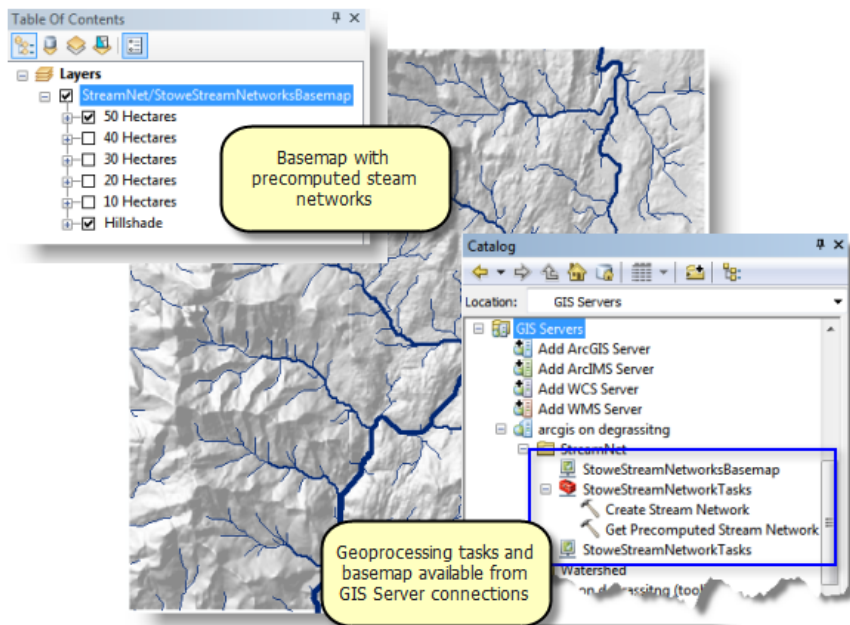 Table Of Contents
Layers
StreamNet/StoweStreamNetworksBasemap
50 Hectares
40 Hectares
30 Hectares
20 Hectares
10 Hectares
Hillshade
Basemap with
precomputed steam
networks
Catalog
Location: GIS Servers
GIS Servers
Add ArcGIS Server
Add ArcIMS Server
Add WCS Server
Add WMS Server
arcgis on degrassitng
StreamNet
StoweStreamNetworksBasemap
StoweStreamNetworkTasks
Create Stream Network
Get Precomputed Stream Network
StoweStreamNetworkTasks
Watershed
on degrassitng
Geoprocessing tasks and
basemap available from
GIS Server connections